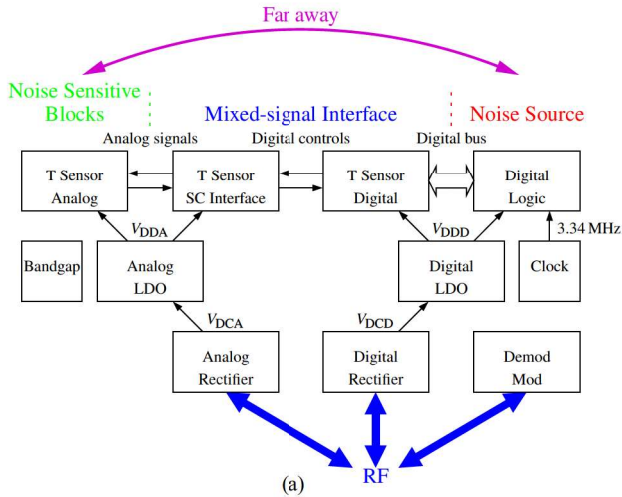 Far away
Noise Sensitive
Blocks
Mixed-signal Interface
Noise Source
Analog signals
Digital controls
Digital bus
T Sensor
Analog
T Sensor
SC Interface
T Sensor
Digital
Digital
Logic
VDDA
VDDD
3.34 MHz
Bandgap
Analog
LDO
Digital
LDO
Clock
VDCA
VDCD
Analog
Rectifier
Digital
Rectifier
Demod
Mod
RF
(a)